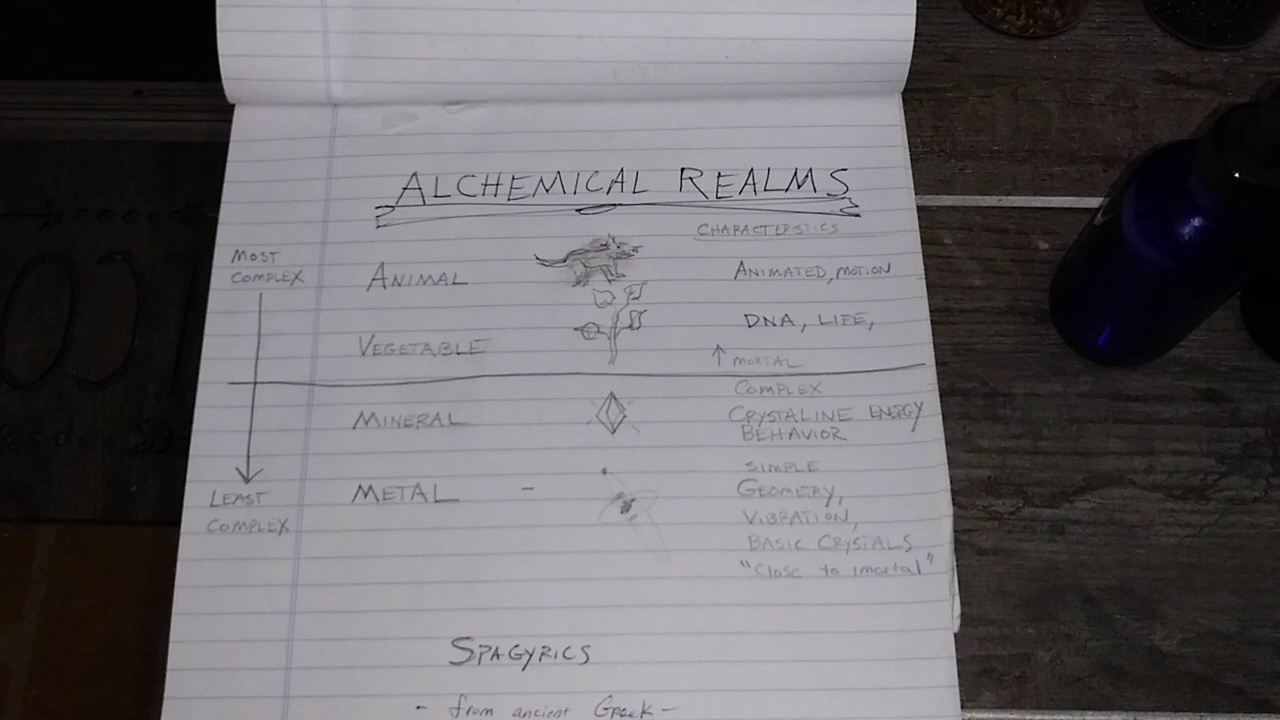 ALCHEMICAL REALMS
CHARACTERISTICS
MOST
COMPLEX
ANIMAL
ANIMATED, MOTION
DNA, LIFE,
VEGETABLE
↑ MORTAL
MINERAL
COMPLEX
CRYSTALINE ENERGY
BEHAVIOR
LEAST
COMPLEX
METAL -
SIMPLE
GEOMERY,
VIBRATION,
BASIC CRYSTALS
"Close to imortal"
SPAGYRICS
- from ancient Greek -